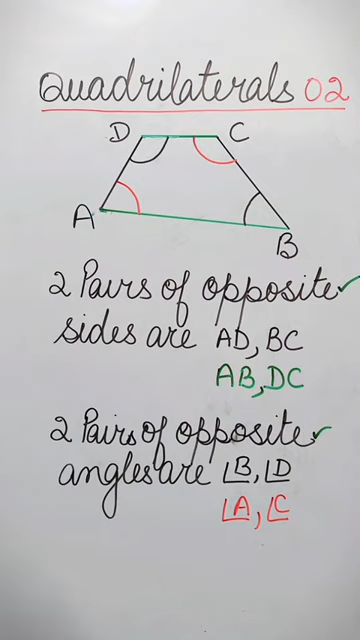 Quadrilaterals 02
D C
A
B
2 Pairs of opposite
sides are AD, BC
AB, DC
2 Pairs of opposite
angles are ∠B, ∠D
∠A, ∠C